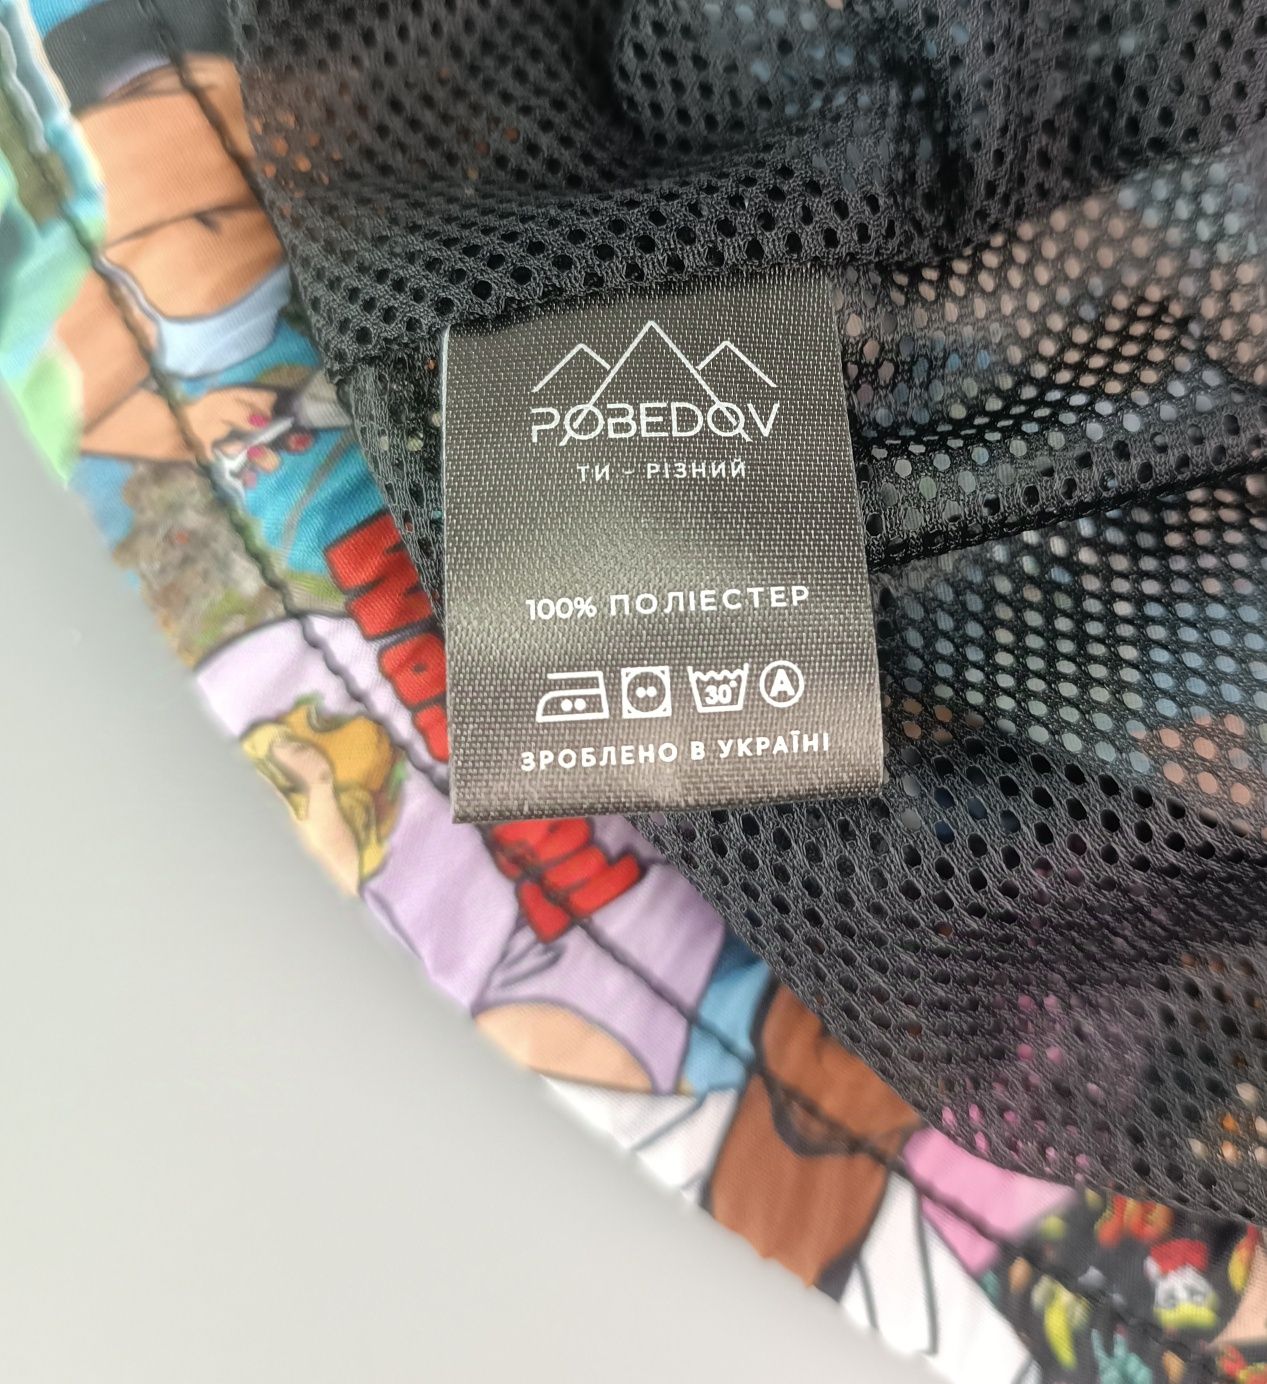 POBEDOV
ТИ - РІЗНИЙ
100% ПОЛІЕСТЕР
30° A
ЗРОБЛЕНО В УКРАЇНІ